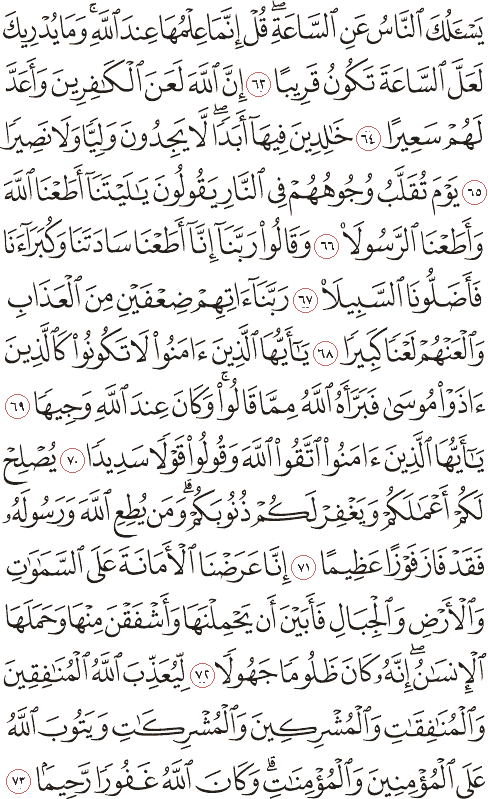 يَسْـَٔلُكَ ٱلنَّاسُ عَنِ ٱلسَّاعَةِۖ قُلْ إِنَّمَا عِلْمُهَا عِندَ ٱللَّهِۚ وَمَا يُدْرِيكَ
لَعَلَّ ٱلسَّاعَةَ تَكُونُ قَرِيبًا ٦٣ إِنَّ ٱللَّهَ لَعَنَ ٱلْكَٰفِرِينَ وَأَعَدَّ
لَهُمْ سَعِيرًا ٦٤ خَٰلِدِينَ فِيهَآ أَبَدًاۖ لَّا يَجِدُونَ وَلِيًّا وَلَا نَصِيرًا
٦٥ يَوْمَ تُقَلَّبُ وُجُوهُهُمْ فِى ٱلنَّارِ يَقُولُونَ يَٰلَيْتَنَآ أَطَعْنَا ٱللَّهَ
وَأَطَعْنَا ٱلرَّسُولَا۠ ٦٦ وَقَالُوا۟ رَبَّنَآ إِنَّآ أَطَعْنَا سَادَتَنَا وَكُبَرَآءَنَا
فَأَضَلُّونَا ٱلسَّبِيلَا۠ ٦٧ رَبَّنَآ ءَاتِهِمْ ضِعْفَيْنِ مِنَ ٱلْعَذَابِ
وَٱلْعَنْهُمْ لَعْنًا كَبِيرًا ٦٨ يَٰٓأَيُّهَا ٱلَّذِينَ ءَامَنُوا۟ لَا تَكُونُوا۟ كَٱلَّذِينَ
ءَاذَوْا۟ مُوسَىٰ فَبَرَّأَهُ ٱللَّهُ مِمَّا قَالُوا۟ۚ وَكَانَ عِندَ ٱللَّهِ وَجِيهًا ٦٩
يَٰٓأَيُّهَا ٱلَّذِينَ ءَامَنُوا۟ ٱتَّقُوا۟ ٱللَّهَ وَقُولُوا۟ قَوْلًا سَدِيدًا ٧٠ يُصْلِحْ
لَكُمْ أَعْمَٰلَكُمْ وَيَغْفِرْ لَكُمْ ذُنُوبَكُمْۗ وَمَن يُطِعِ ٱللَّهَ وَرَسُولَهُۥ
فَقَدْ فَازَ فَوْزًا عَظِيمًا ٧١ إِنَّا عَرَضْنَا ٱلْأَمَانَةَ عَلَى ٱلسَّمَٰوَٰتِ
وَٱلْأَرْضِ وَٱلْجِبَالِ فَأَبَيْنَ أَن يَحْمِلْنَهَا وَأَشْفَقْنَ مِنْهَا وَحَمَلَهَا
ٱلْإِنسَٰنُۖ إِنَّهُۥ كَانَ ظَلُومًا جَهُولًا ٧٢ لِّيُعَذِّبَ ٱللَّهُ ٱلْمُنَٰفِقِينَ
وَٱلْمُنَٰفِقَٰتِ وَٱلْمُشْرِكِينَ وَٱلْمُشْرِكَٰتِ وَيَتُوبَ ٱللَّهُ
عَلَى ٱلْمُؤْمِنِينَ وَٱلْمُؤْمِنَٰتِۗ وَكَانَ ٱللَّهُ غَفُورًا رَّحِيمًۢا ٧٣